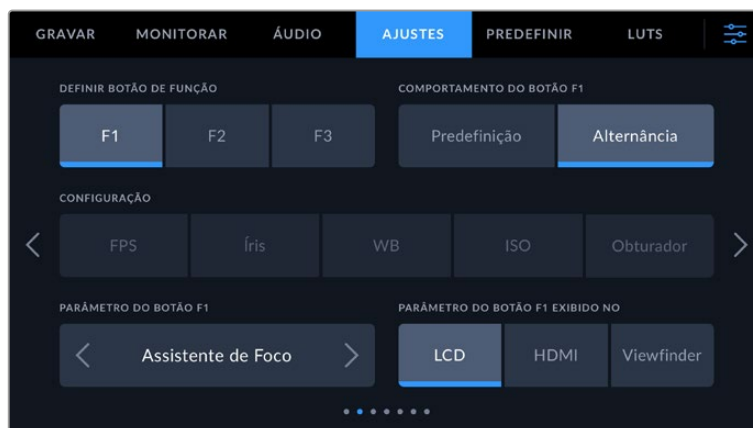 GRAVAR MONITORAR ÁUDIO AJUSTES PREDEFINIR LUTS
DEFINIR BOTÃO DE FUNÇÃO COMPORTAMENTO DO BOTÃO F1
F1 F2 F3 Predefinição Alternância
CONFIGURAÇÃO
FPS Íris WB ISO Obturador
PARÂMETRO DO BOTÃO F1 PARÂMETRO DO BOTÃO F1 EXIBIDO NO
Assistente de Foco LCD HDMI Viewfinder